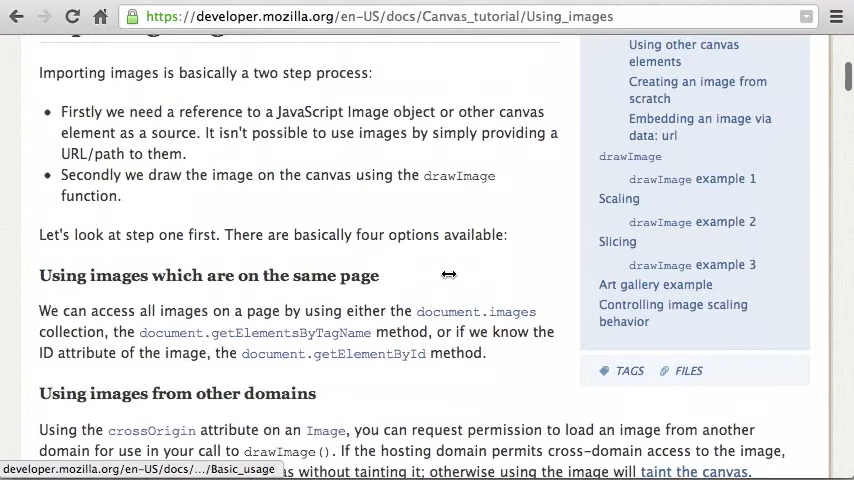 https://developer.mozilla.org/en-US/docs/Canvas_tutorial/Using_images
Importing images is basically a two step process:
• Firstly we need a reference to a JavaScript Image object or other canvas
element as a source. It isn't possible to use images by simply providing a
URL/path to them.
• Secondly we draw the image on the canvas using the drawImage
function.
Let's look at step one first. There are basically four options available:
Using images which are on the same page
We can access all images on a page by using either the document.images
collection, the document.getElementsByTagName method, or if we know the
ID attribute of the image, the document.getElementById method.
Using images from other domains
Using the crossOrigin attribute on an Image, you can request permission to load an image from another
domain for use in your call to drawImage(). If the hosting domain permits cross-domain access to the image,
as without tainting it; otherwise using the image will taint the canvas.
Using other canvas
elements
Creating an image from
scratch
Embedding an image via
data: url
drawImage
drawImage example 1
Scaling
drawImage example 2
Slicing
drawImage example 3
Art gallery example
Controlling image scaling
behavior
TAGS FILES
developer.mozilla.org/en-US/docs/.../Basic_usage